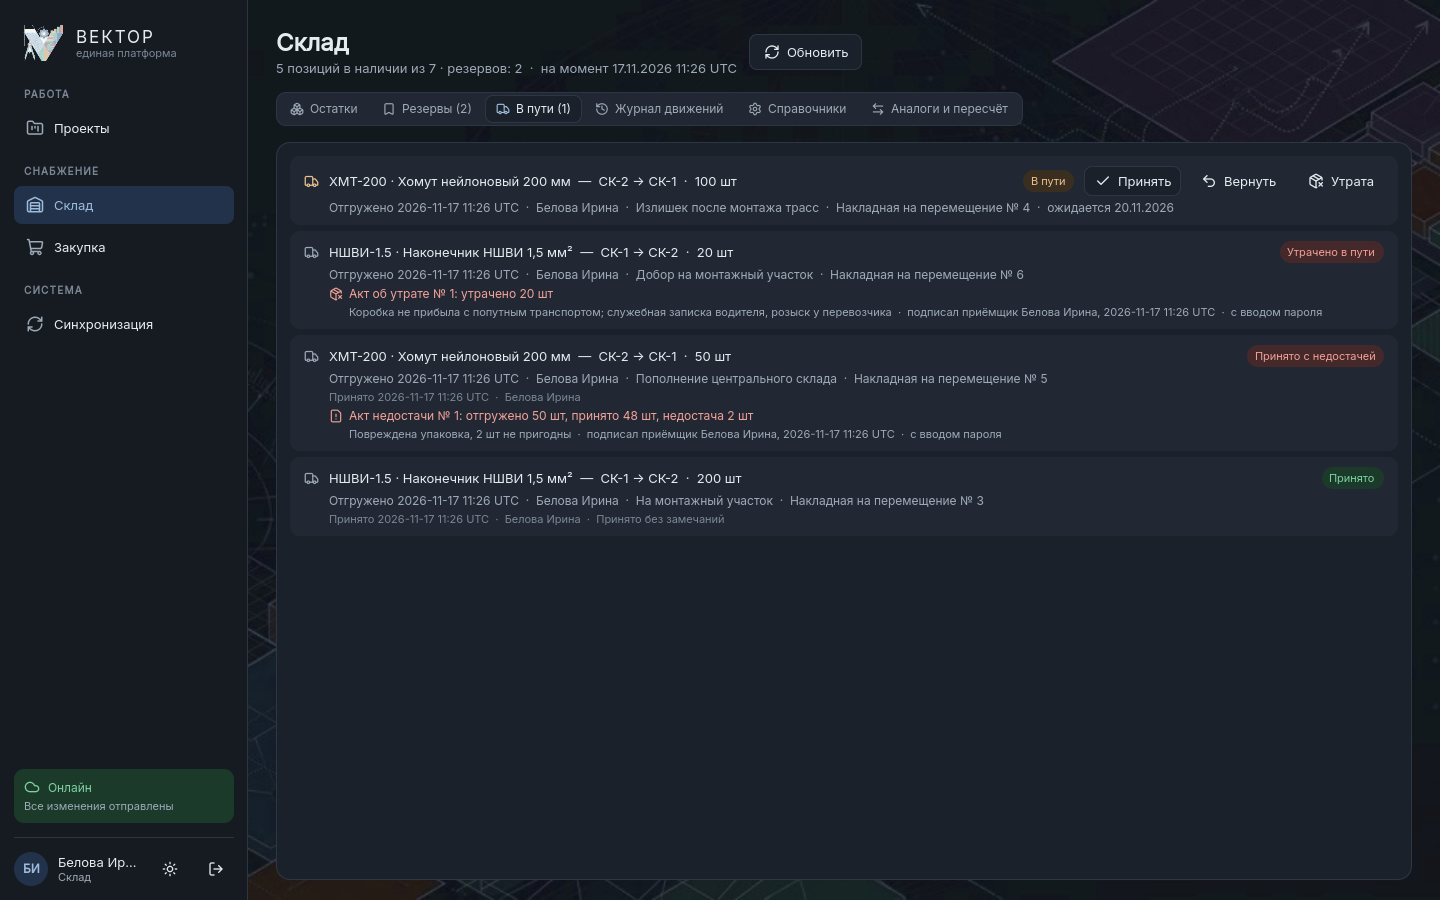 ВЕКТОР
единая платформа
РАБОТА
Проекты
СНАБЖЕНИЕ
Склад
Закупка
СИСТЕМА
Синхронизация
Онлайн
Все изменения отправлены
БИ
Белова Ир...
Склад
Склад
5 позиций в наличии из 7 · резервов: 2 · на момент 17.11.2026 11:26 UTC
Обновить
Остатки
Резервы (2)
В пути (1)
Журнал движений
Справочники
Аналоги и пересчёт
ХМТ-200 · Хомут нейлоновый 200 мм — СК-2 → СК-1 · 100 шт
В пути
Принять
Вернуть
Утрата
Отгружено 2026-11-17 11:26 UTC · Белова Ирина · Излишек после монтажа трасс · Накладная на перемещение № 4 · ожидается 20.11.2026
НШВИ-1.5 · Наконечник НШВИ 1,5 мм² — СК-1 → СК-2 · 20 шт
Утрачено в пути
Отгружено 2026-11-17 11:26 UTC · Белова Ирина · Добор на монтажный участок · Накладная на перемещение № 6
Акт об утрате № 1: утрачено 20 шт
Коробка не прибыла с попутным транспортом; служебная записка водителя, розыск у перевозчика · подписал приёмщик Белова Ирина, 2026-11-17 11:26 UTC · с вводом пароля
ХМТ-200 · Хомут нейлоновый 200 мм — СК-2 → СК-1 · 50 шт
Принято с недостачей
Отгружено 2026-11-17 11:26 UTC · Белова Ирина · Пополнение центрального склада · Накладная на перемещение № 5
Принято 2026-11-17 11:26 UTC · Белова Ирина
Акт недостачи № 1: отгружено 50 шт, принято 48 шт, недостача 2 шт
Повреждена упаковка, 2 шт не пригодны · подписал приёмщик Белова Ирина, 2026-11-17 11:26 UTC · с вводом пароля
НШВИ-1.5 · Наконечник НШВИ 1,5 мм² — СК-1 → СК-2 · 200 шт
Принято
Отгружено 2026-11-17 11:26 UTC · Белова Ирина · На монтажный участок · Накладная на перемещение № 3
Принято 2026-11-17 11:26 UTC · Белова Ирина · Принято без замечаний